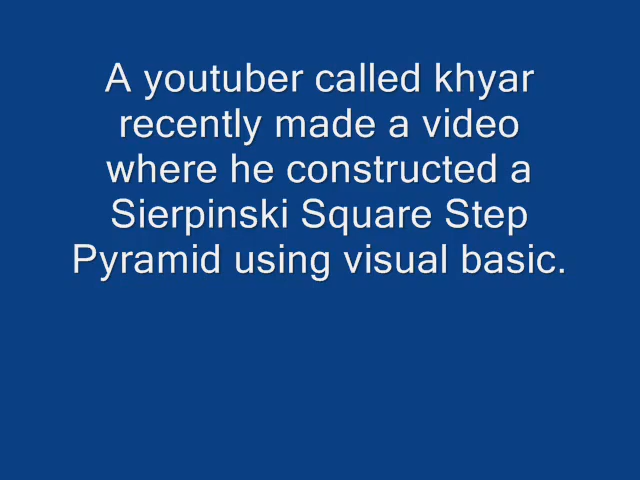 A youtuber called khyar
recently made a video
where he constructed a
Sierpinski Square Step
Pyramid using visual basic.